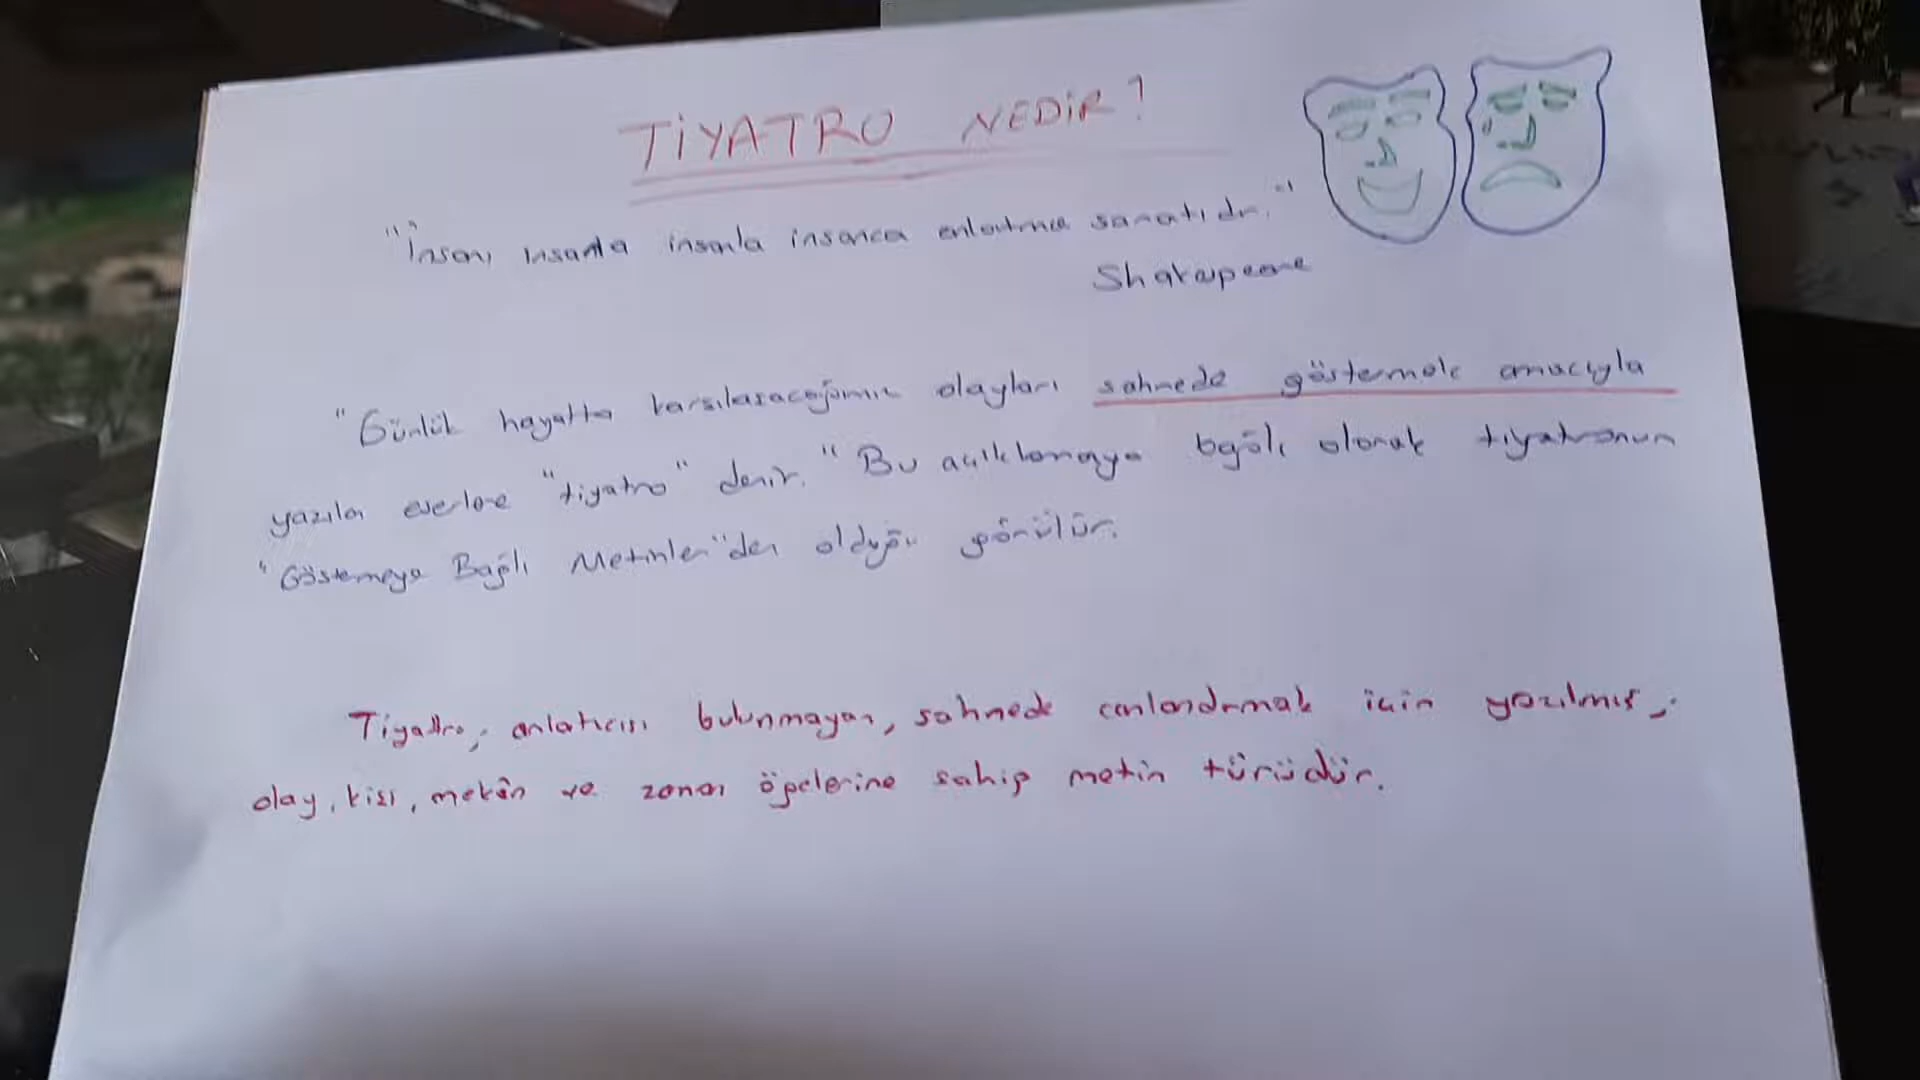 TİYATRO NEDİR?
"İnsanı insanla insanla insanca anlatma sanatıdır."
Shakespeare
"Günlük hayatta karşılaşacağımız olayları sahnede göstermek amacıyla
yazılan eserlere "tiyatro" denir." Bu açıklamaya bağlı olarak tiyatronun
"Göstermeye Bağlı Metinler"den olduğu görülür.
Tiyatro; anlatıcısı bulunmayan, sahnede canlandırmak için yazılmış;
olay, kişi, mekân ve zaman öğelerine sahip metin türüdür.